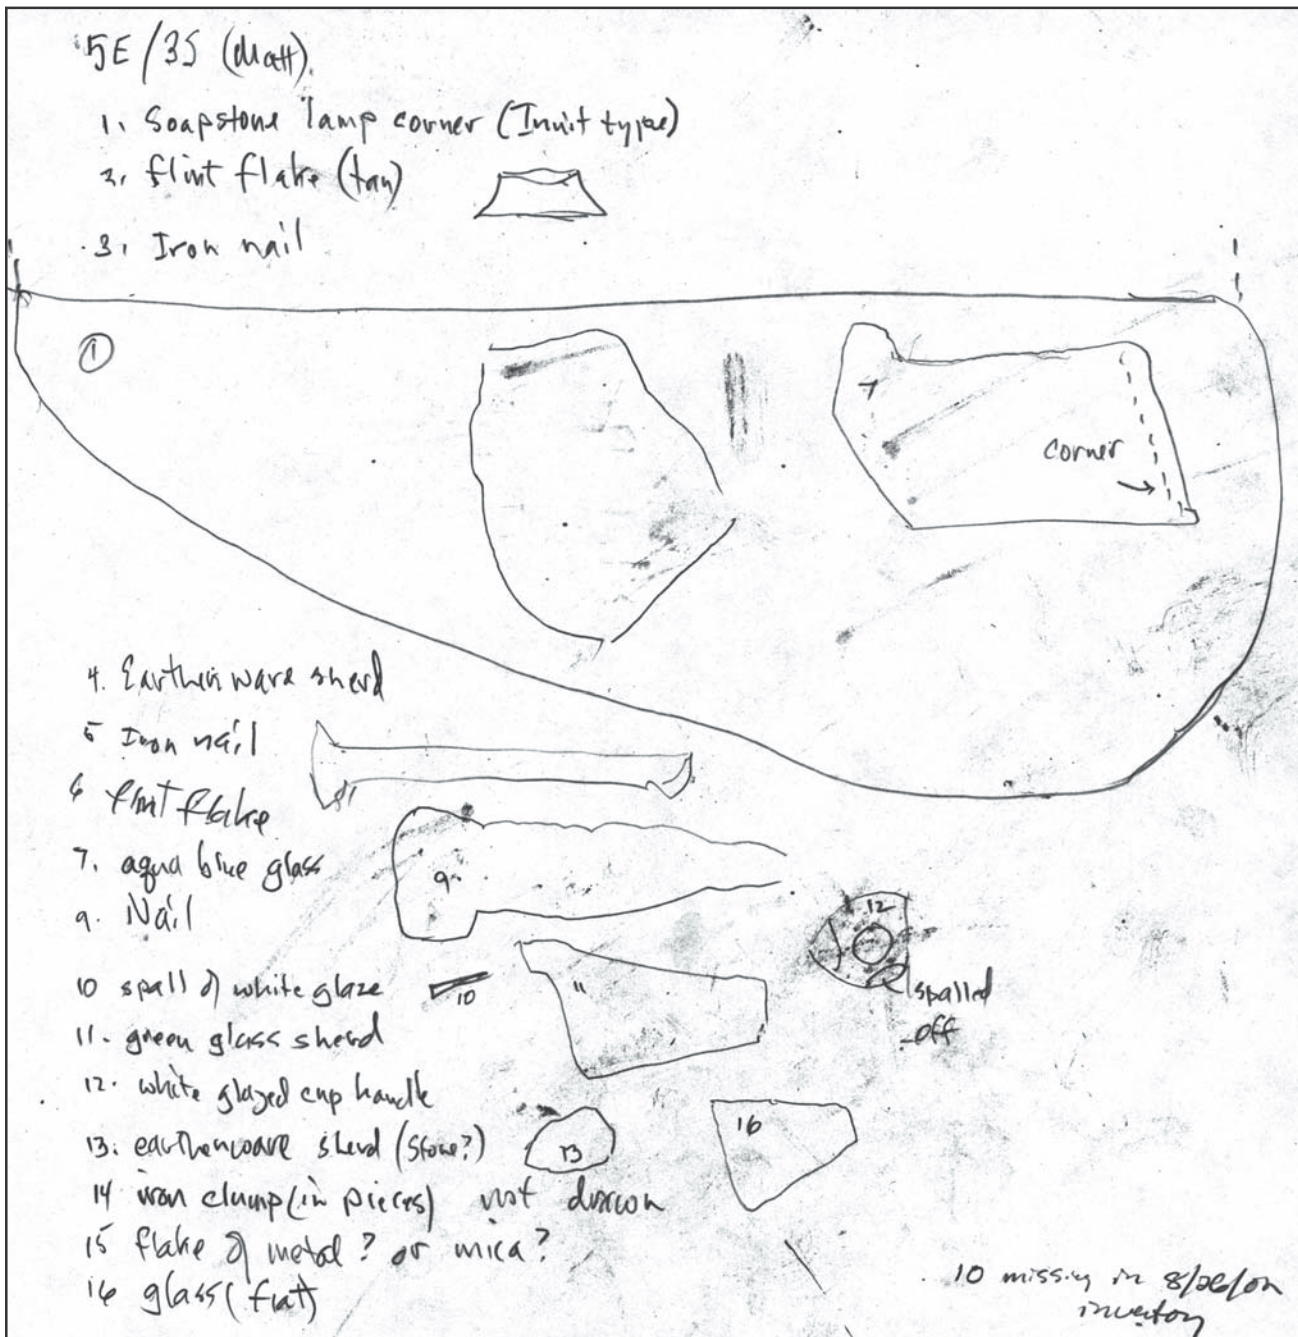 5E/3S (Matt)
1. Soapstone lamp corner (Inuit type)
2. flint flake (tan)
3. Iron nail
1
corner
4. Earthenware sherd
5 Iron nail
6 flint flake
7. aqua blue glass
9. Nail
9.
12
10 spall of white glaze
10
11
spalled off
11. green glass sherd
12. white glazed cup handle
13. earthenware sherd (stone?)
13
16
14 iron clump (in pieces) not drawn
15 flake of metal? or mica?
16 glass (flat)
10 missing in
inventory